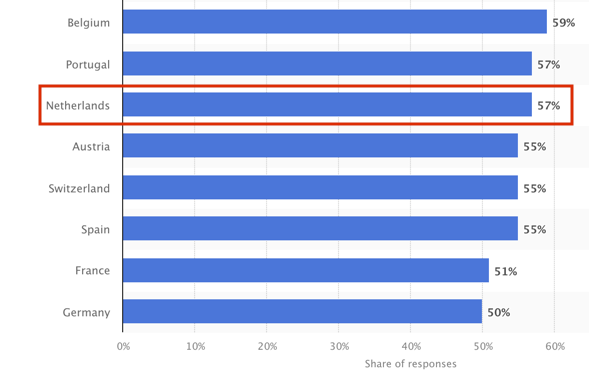 Belgium 59%
Portugal 57%
Netherlands 57%
Austria 55%
Switzerland 55%
Spain 55%
France 51%
Germany 50%
0% 10% 20% 30% 40% 50% 60%
Share of responses